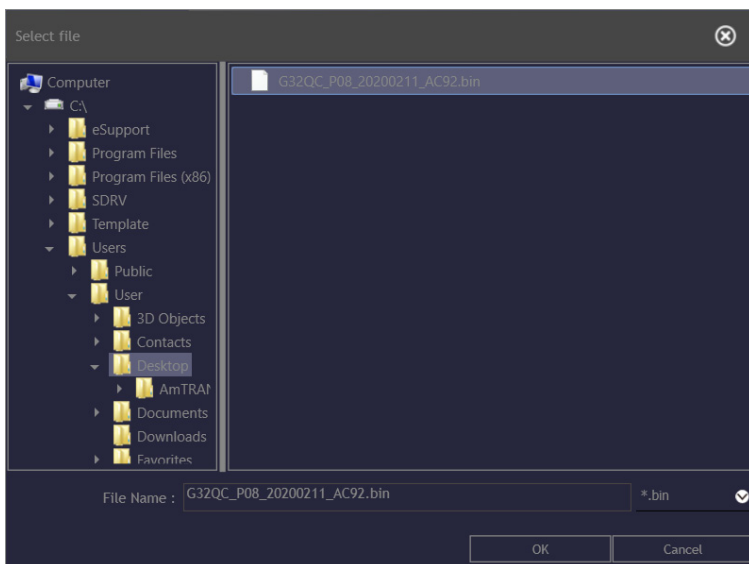 Select file
Computer
C:\
eSupport
Program Files
Program Files (x86)
SDRV
Template
Users
Public
User
3D Objects
Contacts
Desktop
AmTRAN
Documents
Downloads
Favorites
G32QC_P08_20200211_AC92.bin
File Name : G32QC_P08_20200211_AC92.bin *.bin
OK Cancel